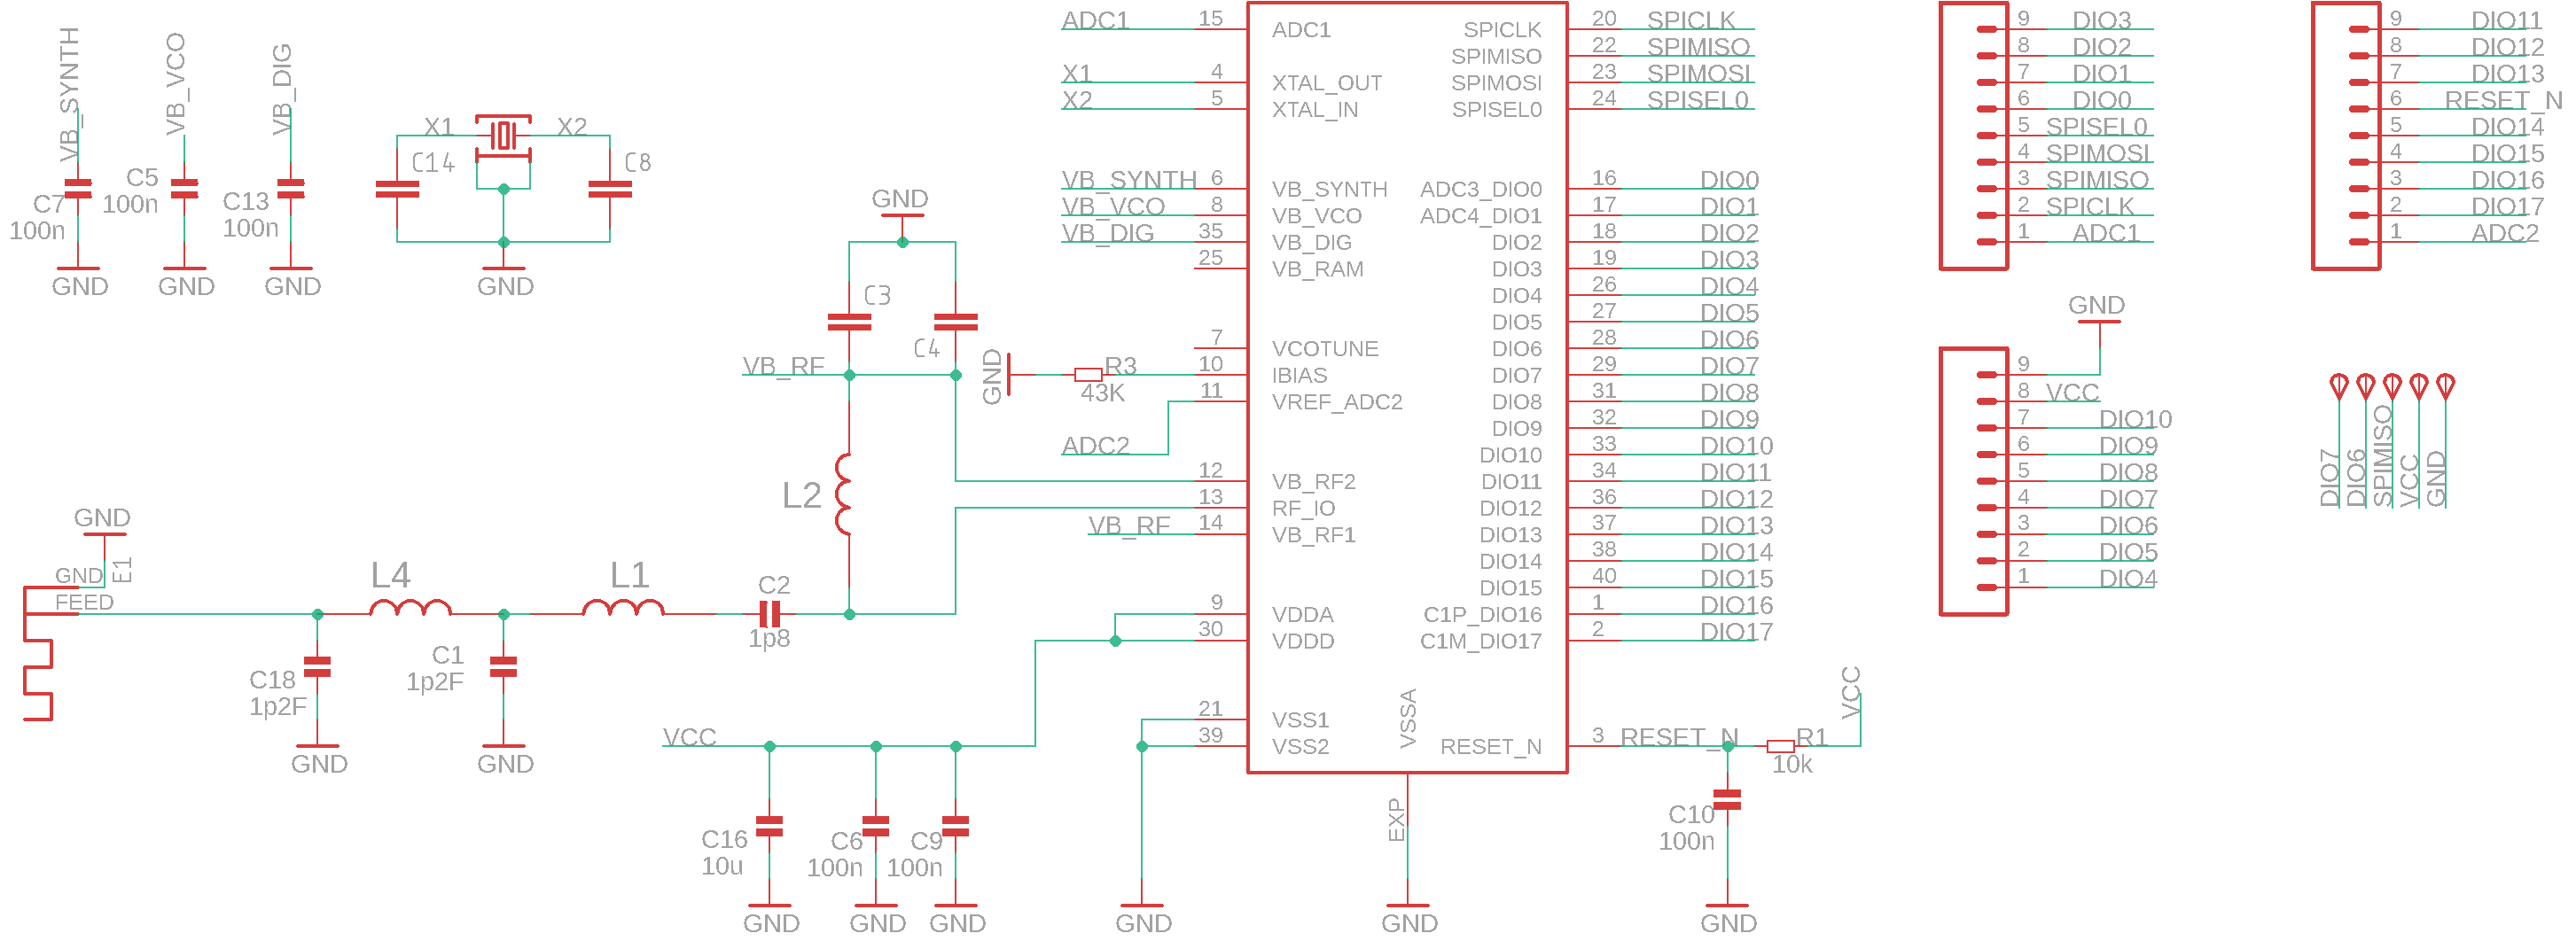 VB_SYNTH
VB_VCO
VB_DIG
C7
100n
C5
100n
C13
100n
GND
GND
GND
X1
X2
C14
C8
GND
GND
C3
C4
VB_RF
L2
GND
R3
43K
GND
GND
FEED
E1
L4
L1
C2
1p8
C18
1p2F
C1
1p2F
GND
GND
VCC
C16
10u
C6
100n
C9
100n
GND
GND
GND
GND
ADC1 15 ADC1
X1 4 XTAL_OUT
X2 5 XTAL_IN
VB_SYNTH 6 VB_SYNTH
VB_VCO 8 VB_VCO
VB_DIG 35 VB_DIG
25 VB_RAM
7 VCOTUNE
10 IBIAS
11 VREF_ADC2
ADC2
12 VB_RF2
13 RF_IO
VB_RF 14 VB_RF1
9 VDDA
30 VDDD
21 VSS1
39 VSS2
VSSA
EXP
GND
SPICLK 20 SPICLK
SPIMISO 22 SPIMISO
SPIMOSI 23 SPIMOSI
SPISEL0 24 SPISEL0
ADC3_DIO0 16 DIO0
ADC4_DIO1 17 DIO1
DIO2 18 DIO2
DIO3 19 DIO3
DIO4 26 DIO4
DIO5 27 DIO5
DIO6 28 DIO6
DIO7 29 DIO7
DIO8 31 DIO8
DIO9 32 DIO9
DIO10 33 DIO10
DIO11 34 DIO11
DIO12 36 DIO12
DIO13 37 DIO13
DIO14 38 DIO14
DIO15 40 DIO15
C1P_DIO16 1 DIO16
C1M_DIO17 2 DIO17
RESET_N 3 RESET_N
R1
10k
VCC
C10
100n
GND
9 DIO3
8 DIO2
7 DIO1
6 DIO0
5 SPISEL0
4 SPIMOSI
3 SPIMISO
2 SPICLK
1 ADC1
GND
9
8 VCC
7 DIO10
6 DIO9
5 DIO8
4 DIO7
3 DIO6
2 DIO5
1 DIO4
9 DIO11
8 DIO12
7 DIO13
6 RESET_N
5 DIO14
4 DIO15
3 DIO16
2 DIO17
1 ADC2
DIO7
DIO6
SPIMISO
VCC
GND